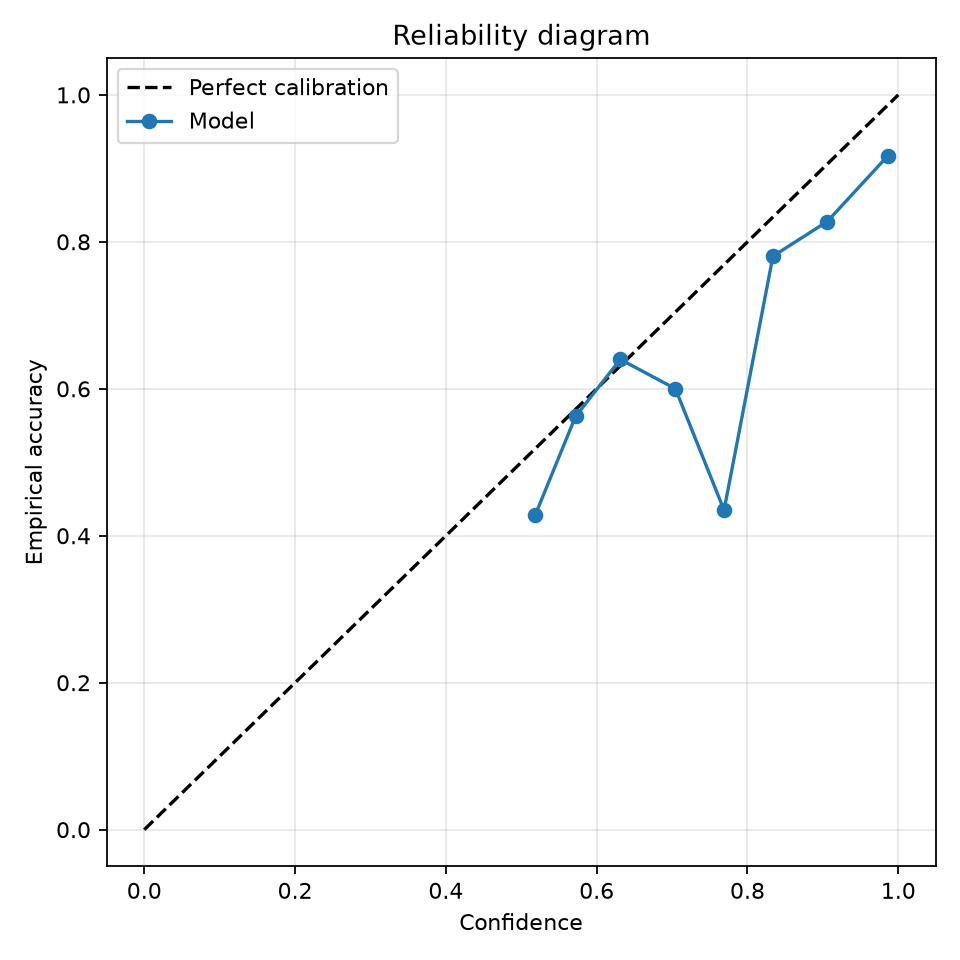 Reliability diagram
Perfect calibration
Model
1.0
0.8
0.6
0.4
0.2
0.0
Empirical accuracy
0.0 0.2 0.4 0.6 0.8 1.0
Confidence